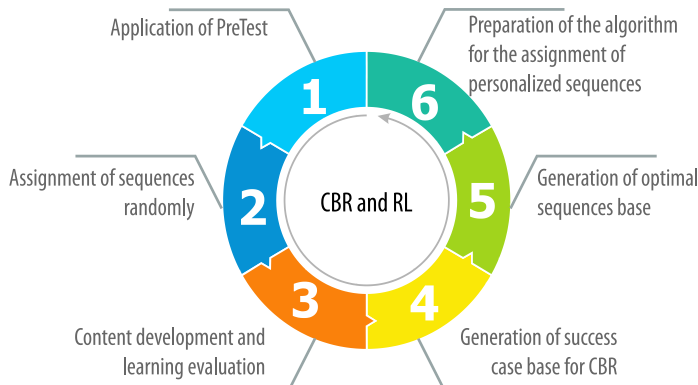 Application of PreTest
1
Assignment of sequences
randomly
2
Content development and
learning evaluation
3
Generation of success
case base for CBR
4
Generation of optimal
sequences base
5
Preparation of the algorithm
for the assignment of
personalized sequences
6
CBR and RL